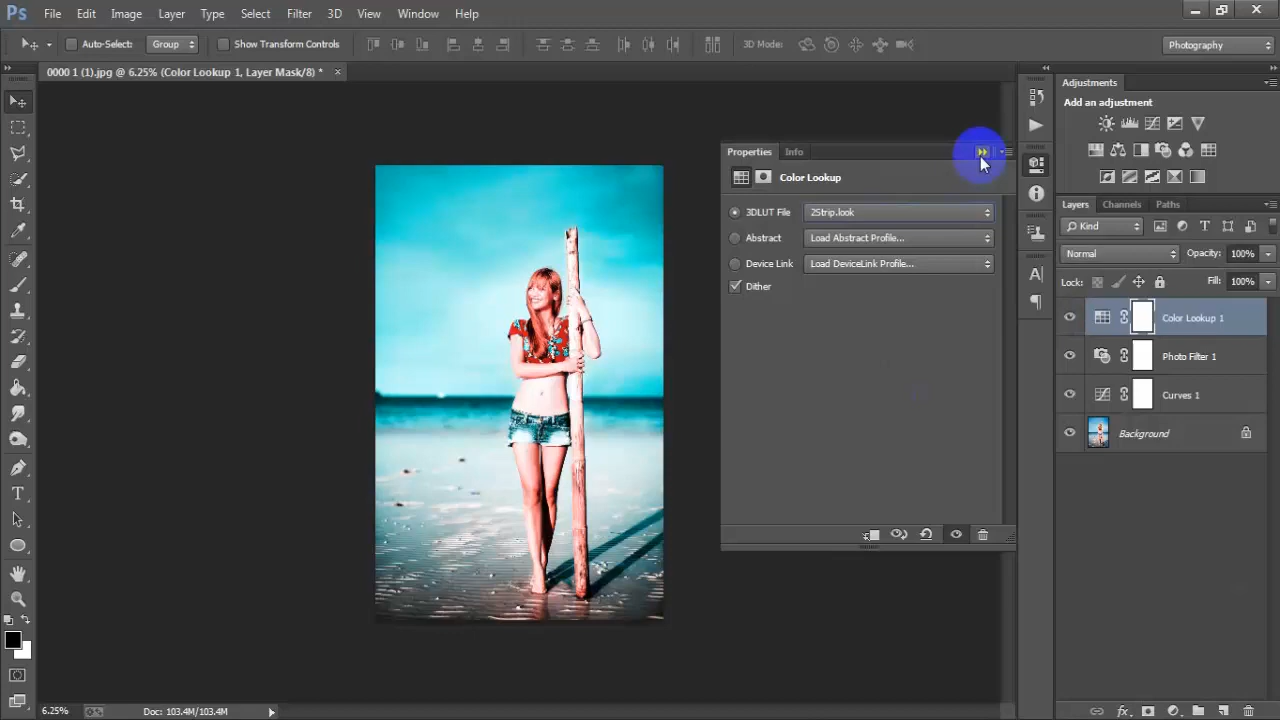 Ps File Edit Image Layer Type Select Filter 3D View Window Help
Auto-Select: Group Show Transform Controls 3D Mode: Photography
0000 1 (1).jpg @ 6.25% (Color Lookup 1, Layer Mask/8) * ×
Adjustments
Add an adjustment
Properties Info
Color Lookup
3DLUT File 2Strip.look
Abstract Load Abstract Profile...
Device Link Load DeviceLink Profile...
Dither
Layers Channels Paths
Kind
Normal Opacity: 100%
Lock: Fill: 100%
Color Lookup 1
Photo Filter 1
Curves 1
Background
6.25% Doc: 103.4M/103.4M